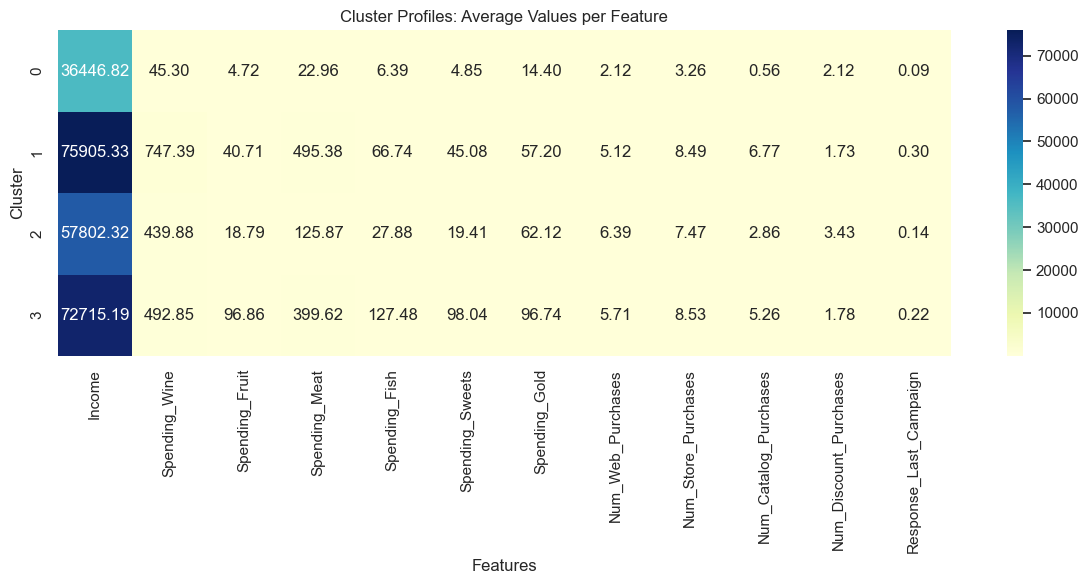 Cluster Profiles: Average Values per Feature
Cluster
0 36446.82 45.30 4.72 22.96 6.39 4.85 14.40 2.12 3.26 0.56 2.12 0.09
1 75905.33 747.39 40.71 495.38 66.74 45.08 57.20 5.12 8.49 6.77 1.73 0.30
2 57802.32 439.88 18.79 125.87 27.88 19.41 62.12 6.39 7.47 2.86 3.43 0.14
3 72715.19 492.85 96.86 399.62 127.48 98.04 96.74 5.71 8.53 5.26 1.78 0.22
Income
Spending_Wine
Spending_Fruit
Spending_Meat
Spending_Fish
Spending_Sweets
Spending_Gold
Num_Web_Purchases
Num_Store_Purchases
Num_Catalog_Purchases
Num_Discount_Purchases
Response_Last_Campaign
Features
70000
60000
50000
40000
30000
20000
10000